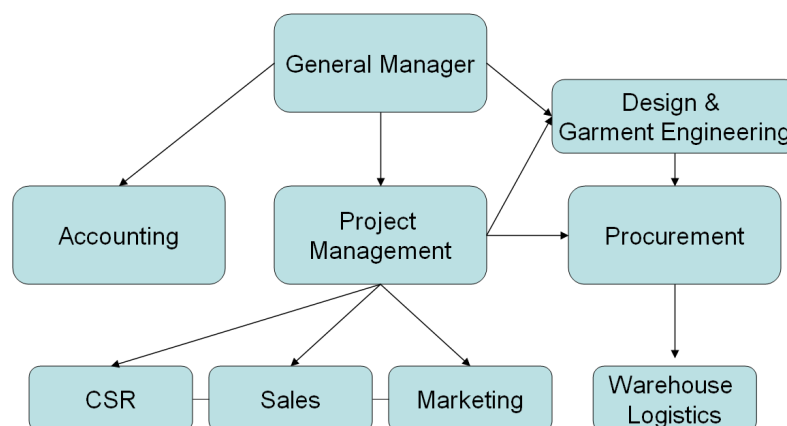 General Manager
Design &
Garment Engineering
Accounting
Project
Management
Procurement
CSR
Sales
Marketing
Warehouse
Logistics